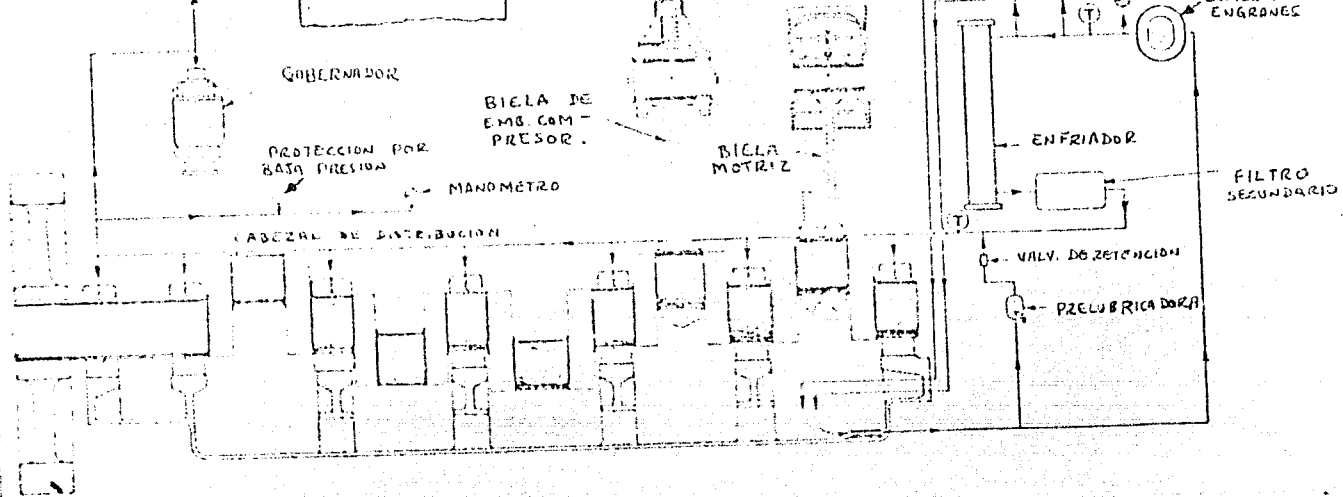 ENGRANES
GOBERNADOR
BIELA DE
EMB. COM-
PRESOR.
BIELA
MOTRIZ
ENFRIADOR
FILTRO
SECUNDARIO
PROTECCION POR
BAJA PRESION
MANOMETRO
CABEZAL DE DISTRIBUCION
(T)
(T)
VALV. DE RETENCION
PRELUBRICADORA